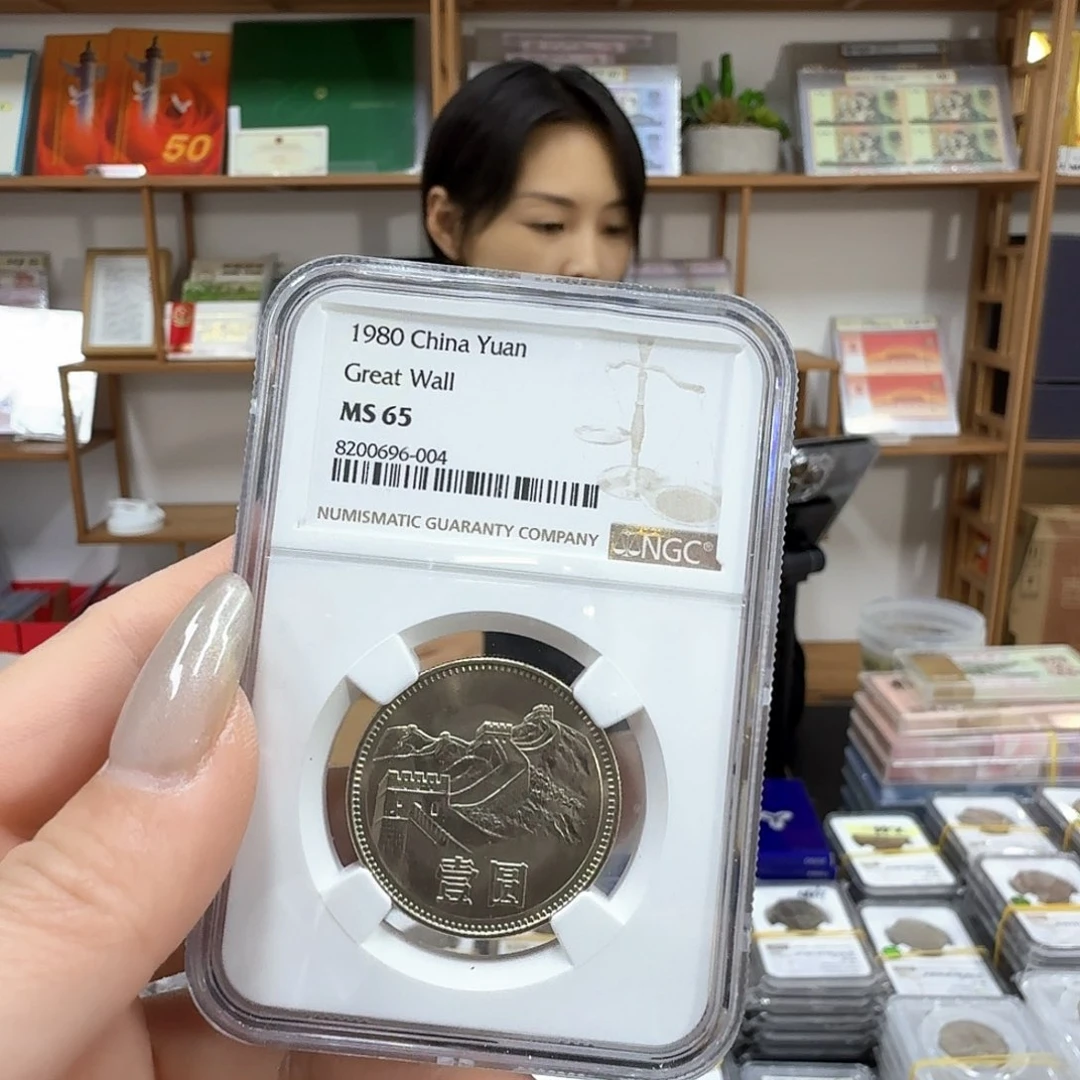 50
1980 China Yuan
Great Wall
MS 65
8200696-004
NUMISMATIC GUARANTY COMPANY
NGC®
壹圆